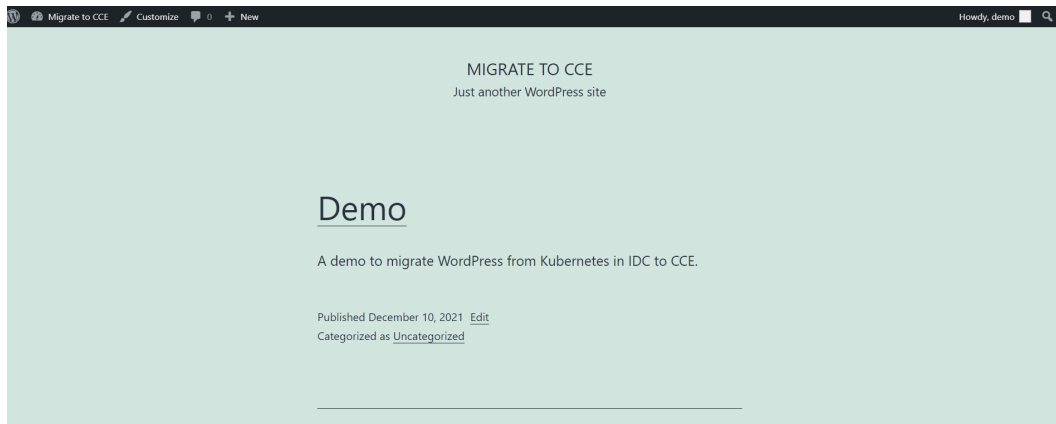 Migrate to CCE Customize 0 New Howdy, demo
MIGRATE TO CCE
Just another WordPress site
Demo
A demo to migrate WordPress from Kubernetes in IDC to CCE.
Published December 10, 2021 Edit
Categorized as Uncategorized